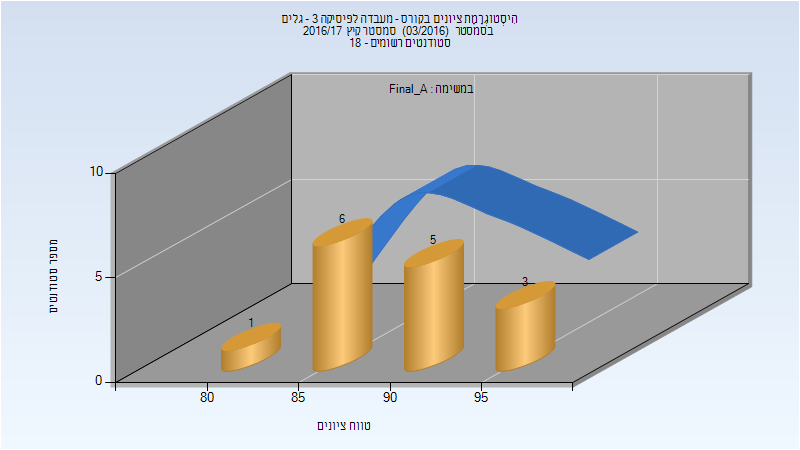 היסטוגרמת ציונים בקורס - מעבדה לפיסיקה 3 - גלים
בסמסטר (03/2016) סמסטר קיץ 2016/17
סטודנטים רשומים - 18
במשימה : Final_A
10
5
0
מספר סטודנטים
1
6
5
3
80
85
90
95
טווח ציונים